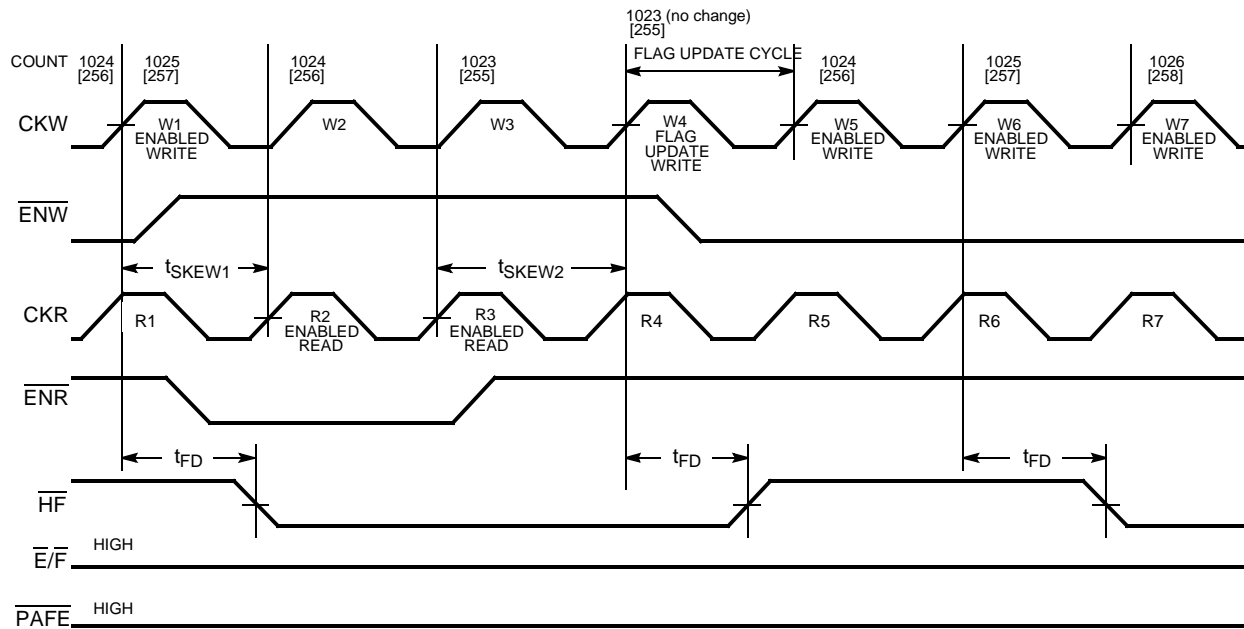 1023 (no change)
[255]
COUNT 1024 1025 1024 1023 FLAG UPDATE CYCLE 1024 1025 1026
[256] [257] [256] [255] [256] [257] [258]
CKW W1 W2 W3 W4 W5 W6 W7
ENABLED FLAG ENABLED ENABLED ENABLED
WRITE UPDATE WRITE WRITE WRITE
WRITE
ENW
tSKEW1 tSKEW2
CKR R1 R2 R3 R4 R5 R6 R7
ENABLED ENABLED
READ READ
ENR
tFD tFD tFD
HF
HIGH
E/F
HIGH
PAFE